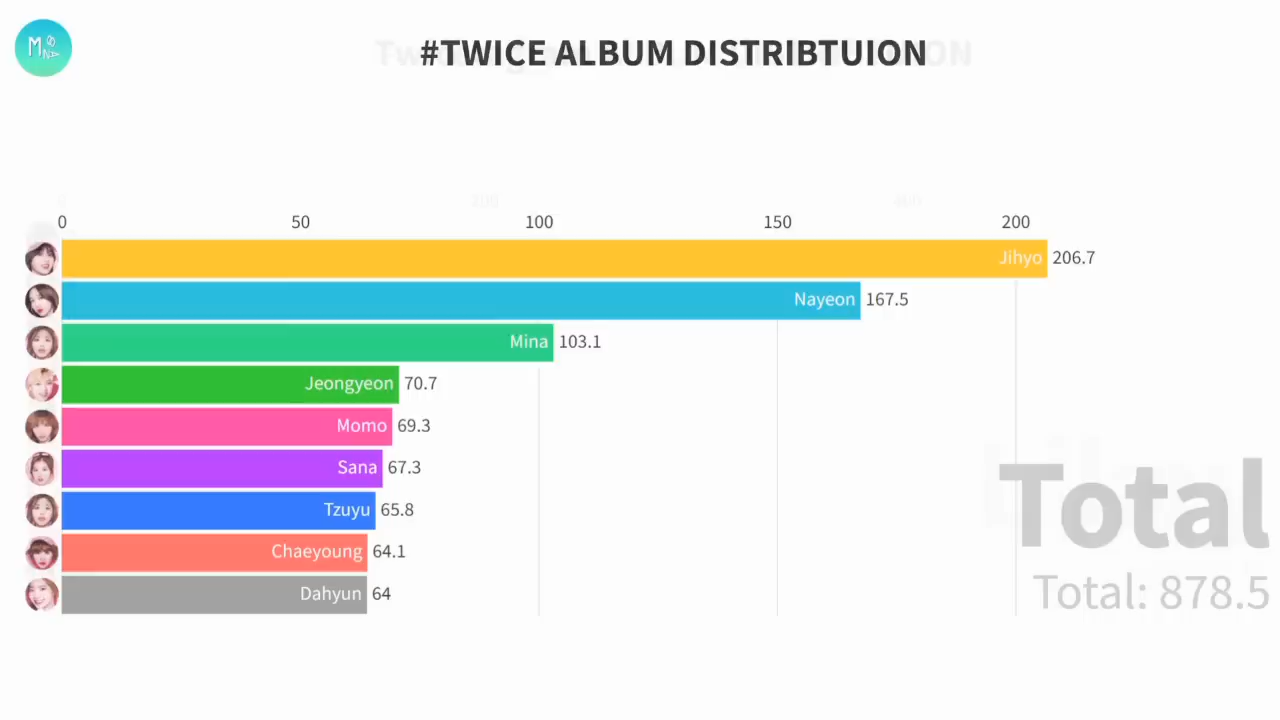 #TWICE ALBUM DISTRIBTUION
0 50 100 150 200
Jihyo 206.7
Nayeon 167.5
Mina 103.1
Jeongyeon 70.7
Momo 69.3
Sana 67.3
Tzuyu 65.8
Chaeyoung 64.1
Dahyun 64
Total
Total: 878.5